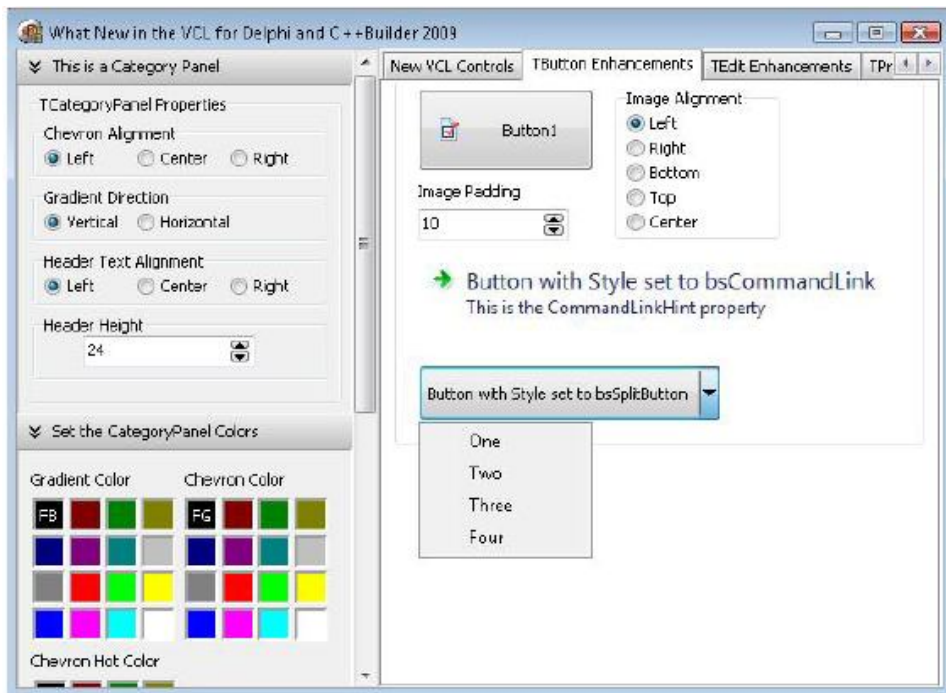 What New in the VCL for Delphi and C++Builder 2009
This is a Category Panel
TCategoryPanel Properties
Chevron Alignment
Left Center Right
Gradient Direction
Vertical Horizontal
Header Text Alignment
Left Center Right
Header Height
24
Set the CategoryPanel Colors
Gradient Color Chevron Color
FB FG
Chevron Hot Color
New VCL Controls TButton Enhancements TEdit Enhancements TPr
Button1
Image Alignment
Left
Right
Bottom
Top
Center
Image Padding
10
Button with Style set to bsCommandLink
This is the CommandLinkHint property
Button with Style set to bsSplitButton
One
Two
Three
Four